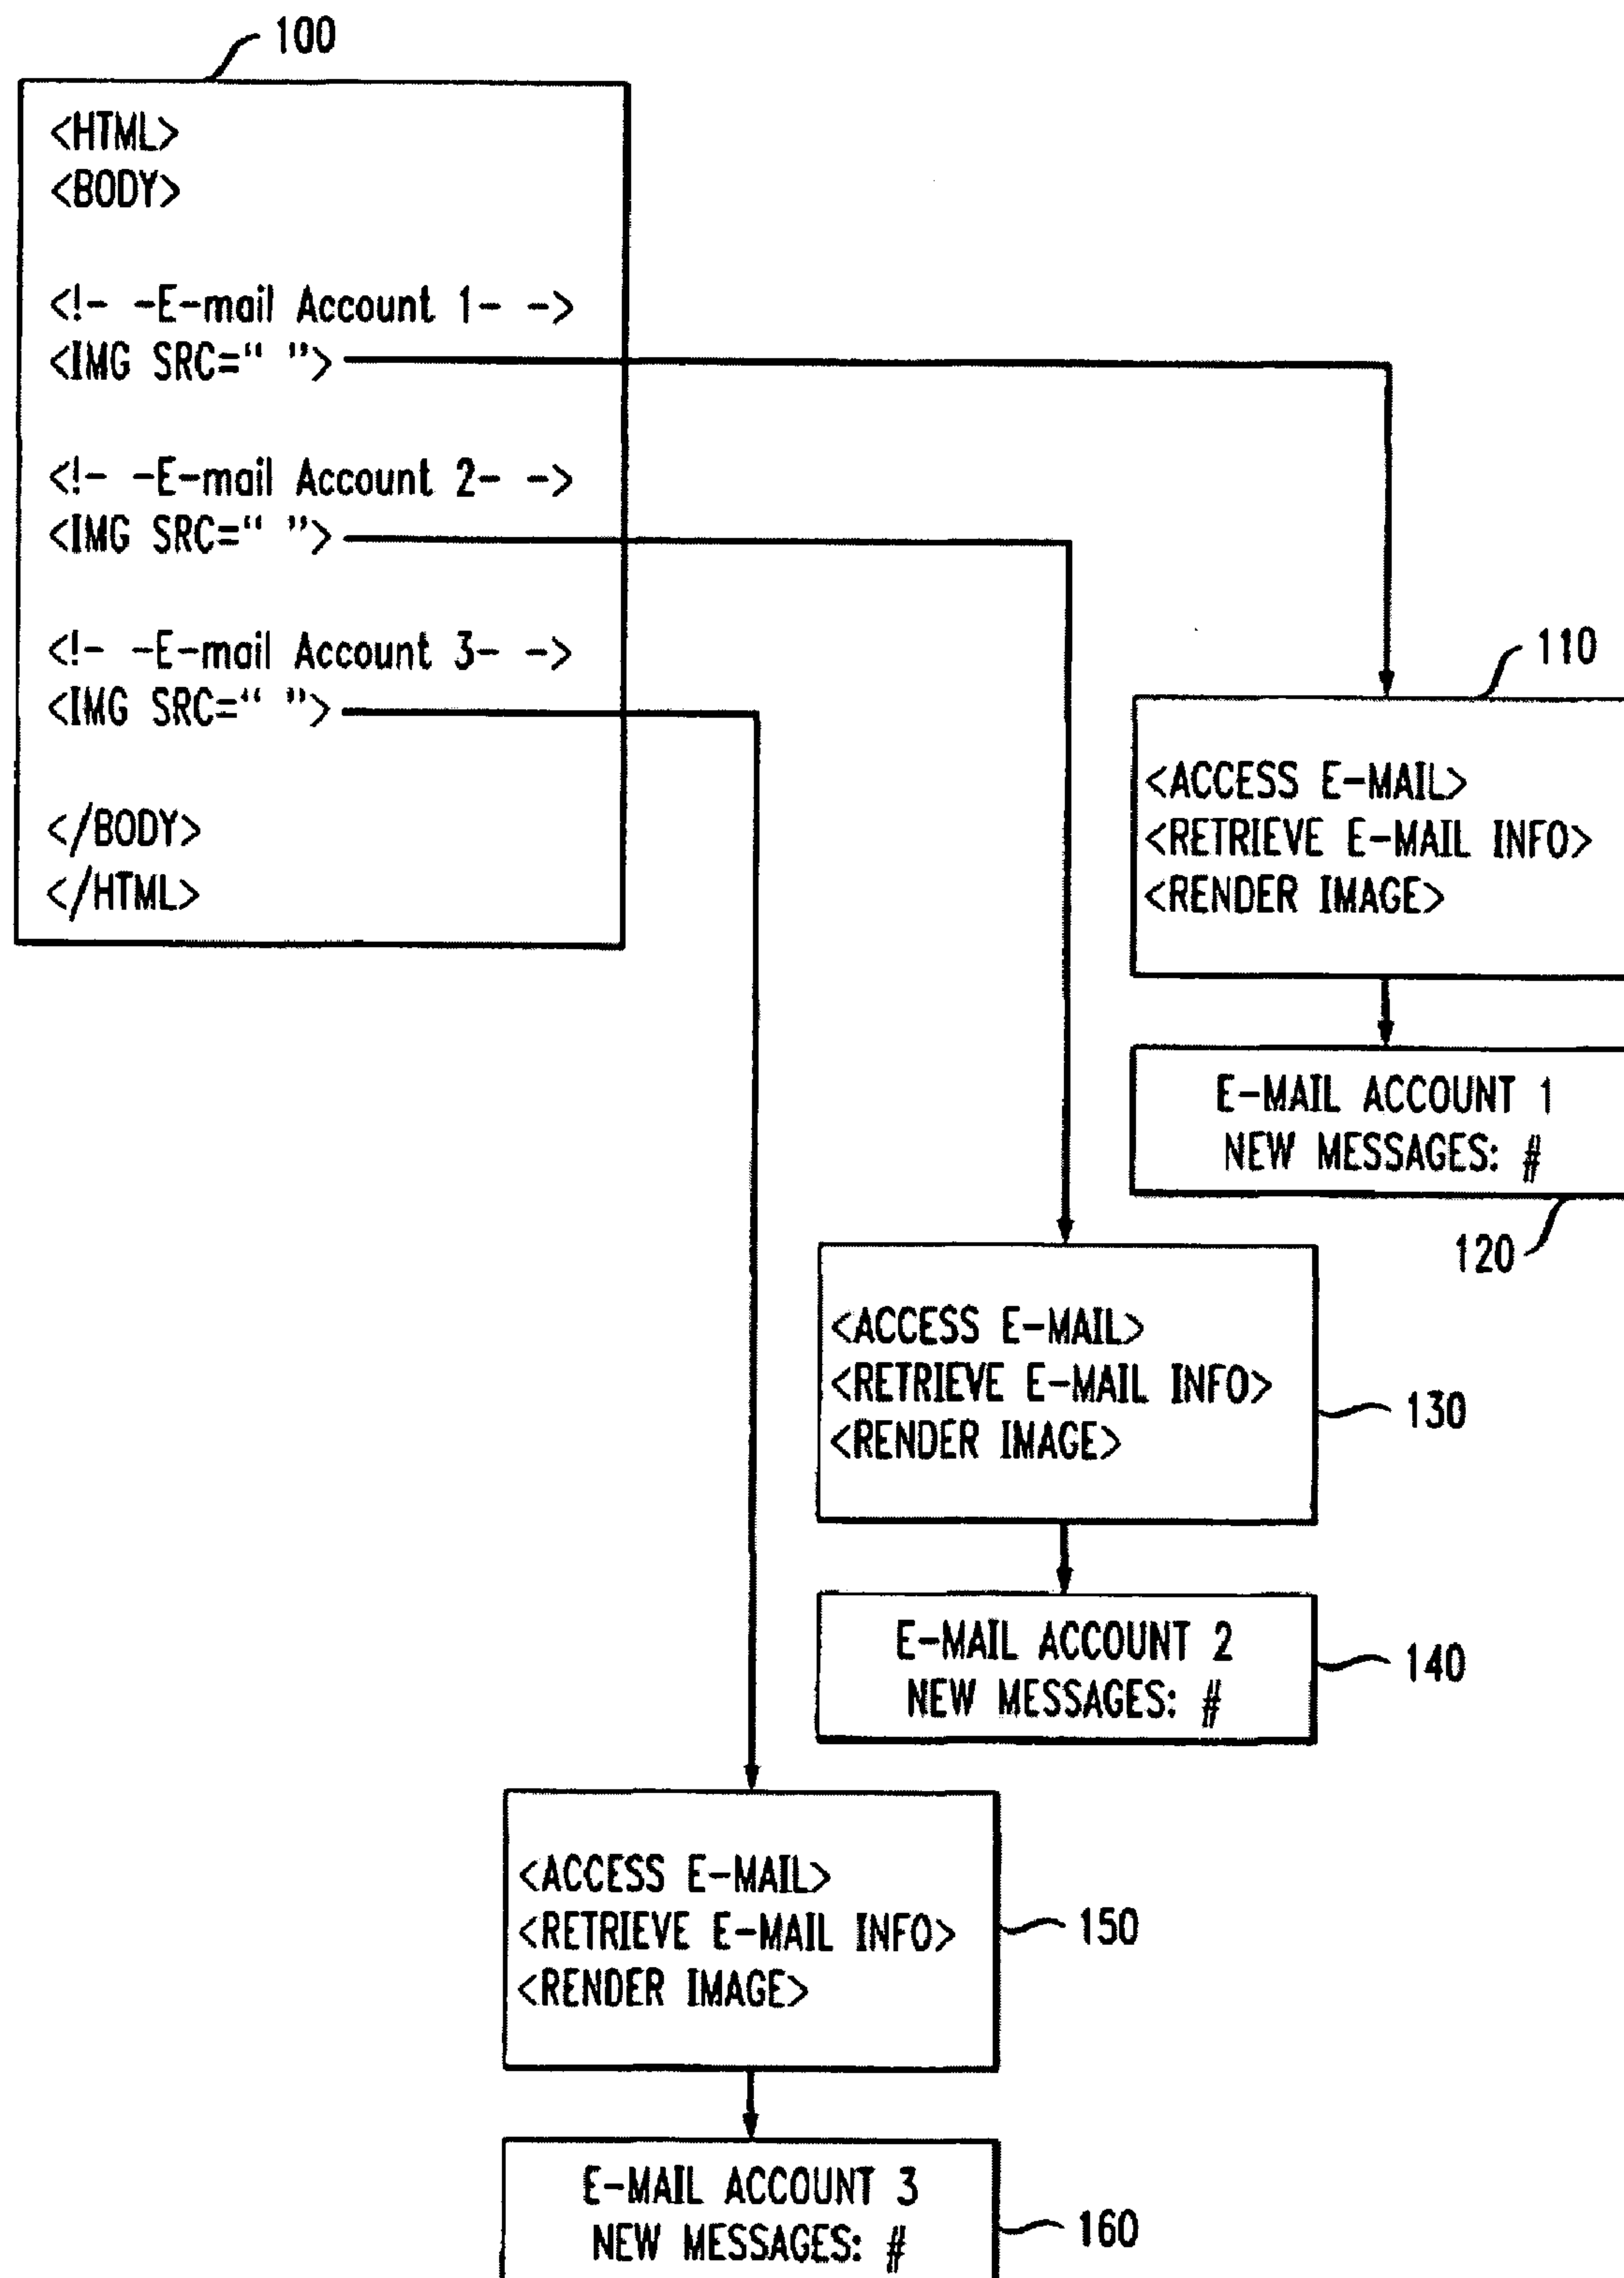 100
<HTML>
<BODY>
<!- -E-mail Account 1- ->
<IMG SRC=“ ”>
<!- -E-mail Account 2- ->
<IMG SRC=“ ”>
<!- -E-mail Account 3- ->
<IMG SRC=“ ”>
</BODY>
</HTML>
110
<ACCESS E-MAIL>
<RETRIEVE E-MAIL INFO>
<RENDER IMAGE>
E-MAIL ACCOUNT 1
NEW MESSAGES: #
120
<ACCESS E-MAIL>
<RETRIEVE E-MAIL INFO>
<RENDER IMAGE>
130
E-MAIL ACCOUNT 2
NEW MESSAGES: #
140
<ACCESS E-MAIL>
<RETRIEVE E-MAIL INFO>
<RENDER IMAGE>
150
E-MAIL ACCOUNT 3
NEW MESSAGES: #
160